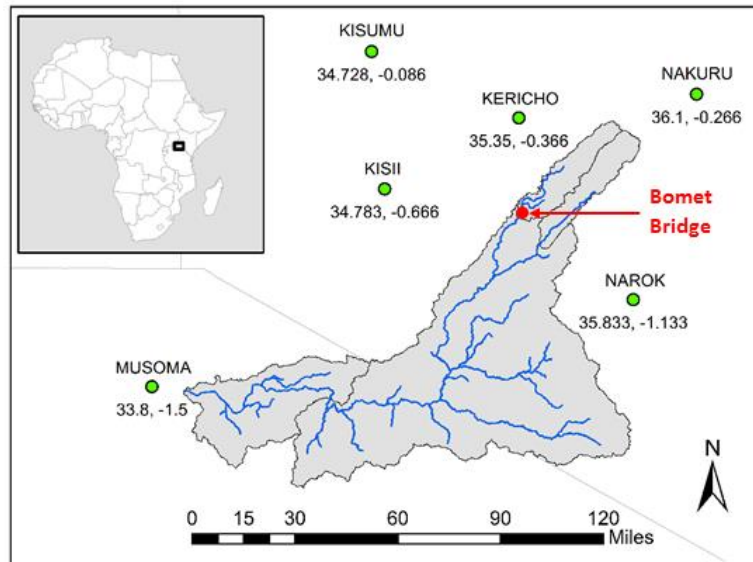 KISUMU
34.728, -0.086
NAKURU
36.1, -0.266
KERICHO
35.35, -0.366
KISII
34.783, -0.666
Bomet
Bridge
NAROK
35.833, -1.133
MUSOMA
33.8, -1.5
N
0 15 30 60 90 120
Miles